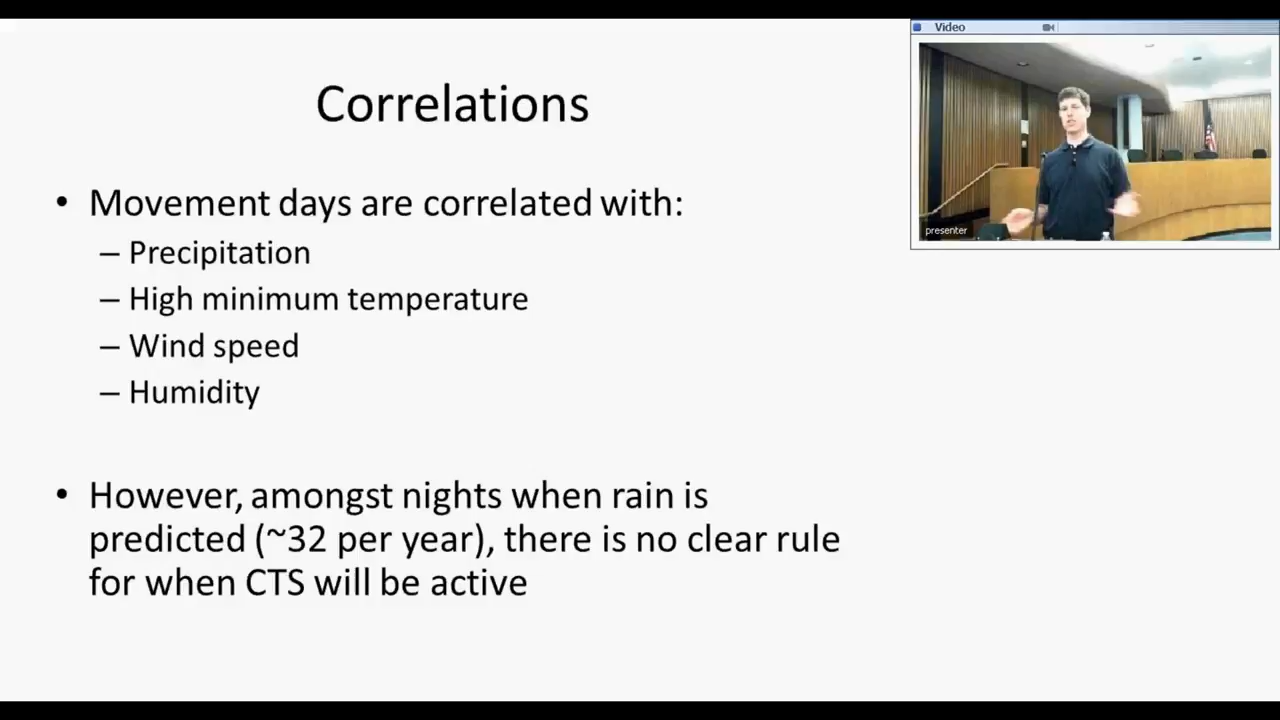 Video
presenter
Correlations
• Movement days are correlated with:
– Precipitation
– High minimum temperature
– Wind speed
– Humidity
• However, amongst nights when rain is
predicted (~32 per year), there is no clear rule
for when CTS will be active